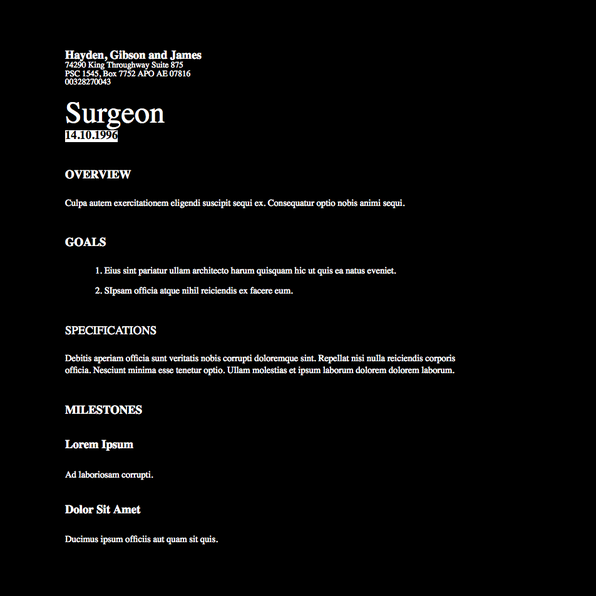 Hayden, Gibson and James
74290 King Throughway Suite 875
PSC 1545, Box 7752 APO AE 07816
00328270043
Surgeon
14.10.1996
OVERVIEW
Culpa autem exercitationem eligendi suscipit sequi ex. Consequatur optio nobis animi sequi.
GOALS
1. Eius sint pariatur ullam architecto harum quisquam hic ut quis ea natus eveniet.
2. SIpsam officia atque nihil reiciendis ex facere eum.
SPECIFICATIONS
Debitis aperiam officia sunt veritatis nobis corrupti doloremque sint. Repellat nisi nulla reiciendis corporis
officia. Nesciunt minima esse tenetur optio. Ullam molestias et ipsum laborum dolorem dolorem laborum.
MILESTONES
Lorem Ipsum
Ad laboriosam corrupti.
Dolor Sit Amet
Ducimus ipsum officiis aut quam sit quis.